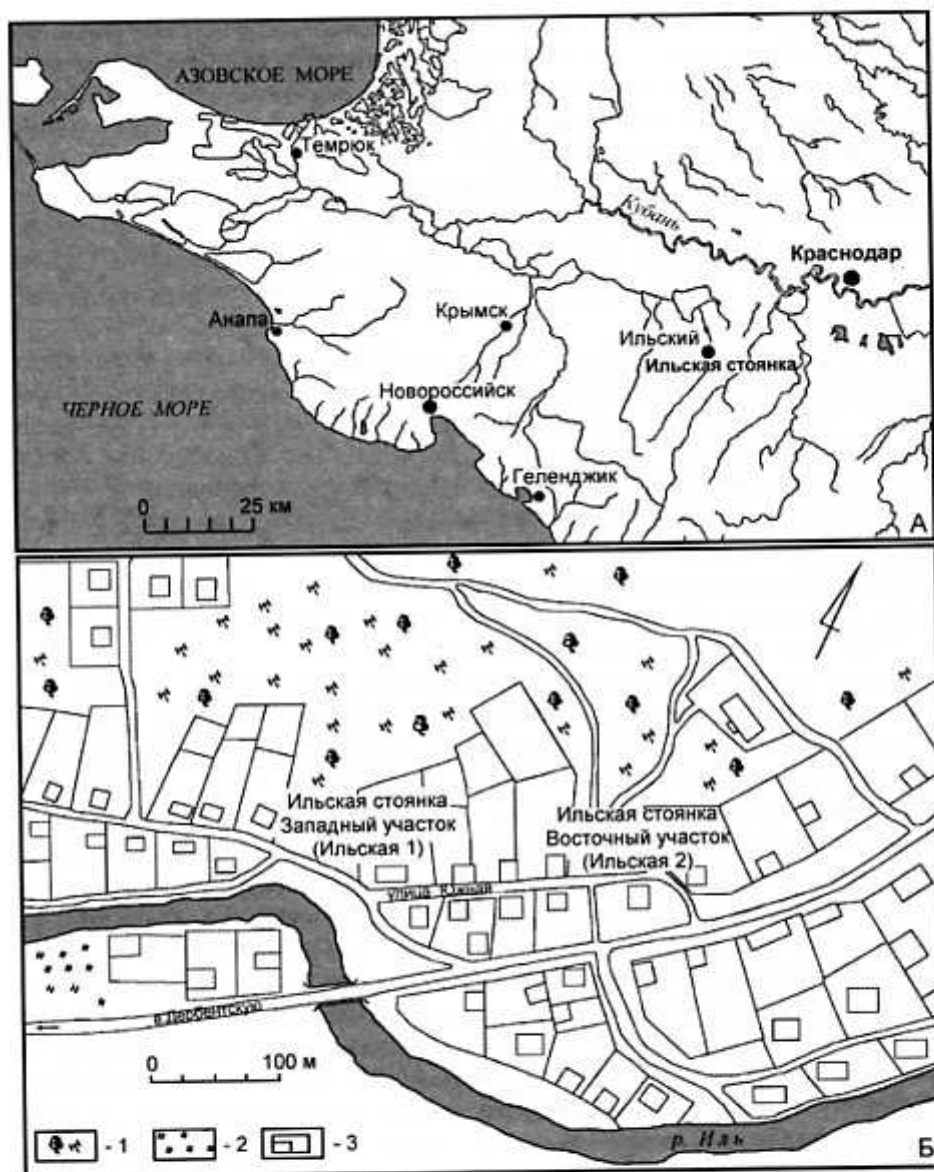 АЗОВСКОЕ МОРЕ
Темрюк
Кубань
Краснодар
Анапа
Крымск
Ильский
Ильская стоянка
Новороссийск
ЧЕРНОЕ МОРЕ
Геленджик
0 25 км
А
Ильская стоянка
Западный участок
(Ильская 1)
Ильская стоянка
Восточный участок
(Ильская 2)
улица Южная
в Дербентскую
0 100 м
- 1
- 2
- 3
р. Иль
Б